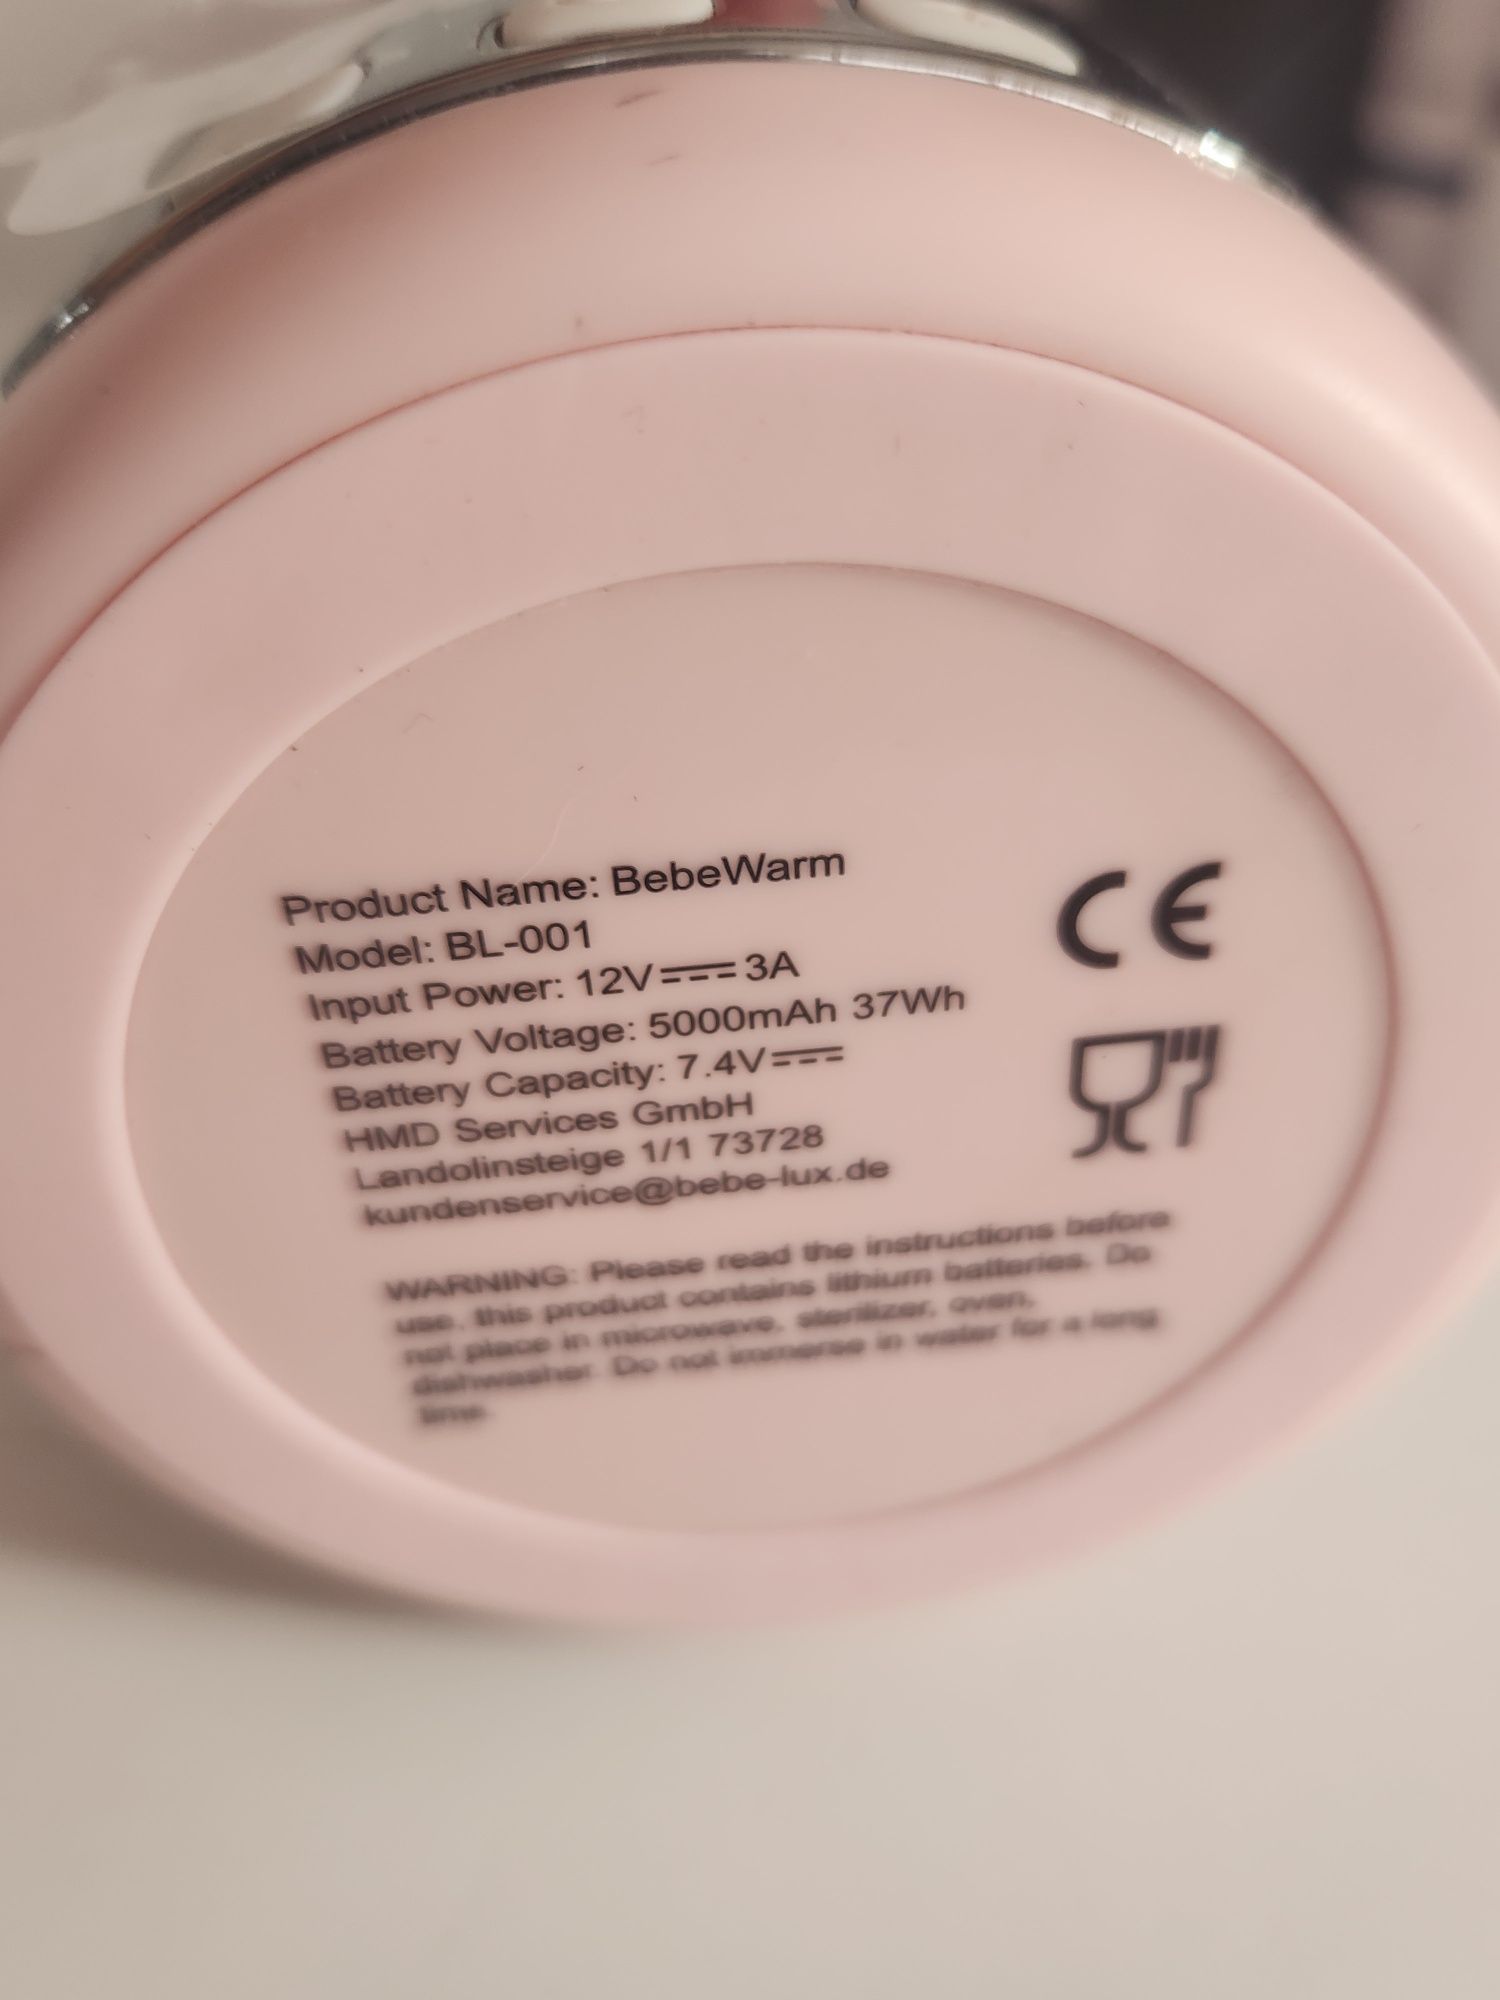 Product Name: BebeWarm
Model: BL-001
Input Power: 12V⎓3A
Battery Voltage: 5000mAh 37Wh
Battery Capacity: 7.4V⎓
HMD Services GmbH
Landolinsteige 1/1 73728
kundenservice@bebe-lux.de
CE
WARNING: Please read the instructions before
use, this product contains lithium batteries. Do
not place in microwave, sterilizer, oven,
dishwasher. Do not immerse in water for a long
time.